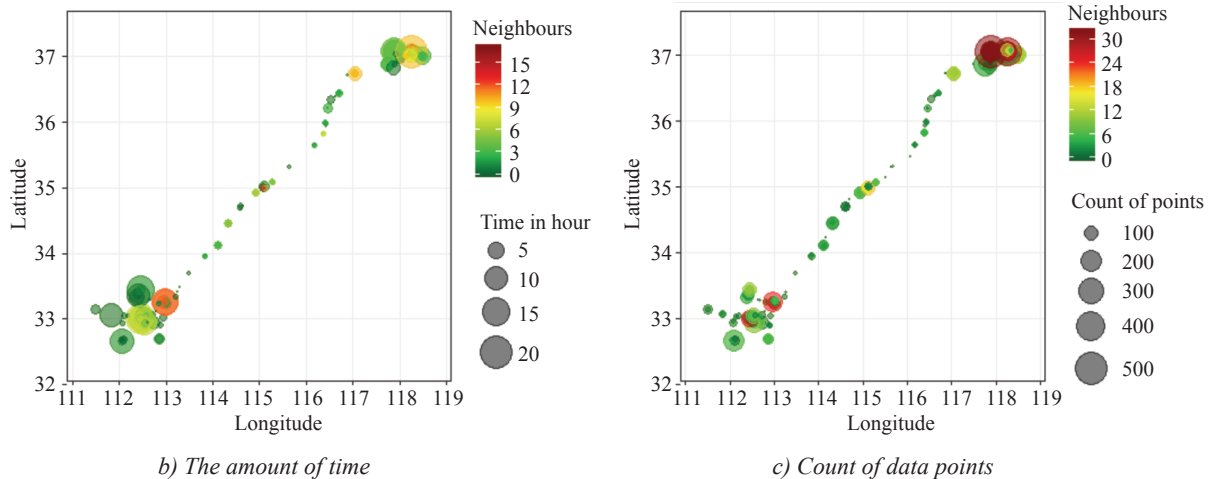 Neighbours
15
12
9
6
3
0
Time in hour
5
10
15
20
Latitude
37
36
35
34
33
32
111 112 113 114 115 116 117 118 119
Longitude
b) The amount of time
Neighbours
30
24
18
12
6
0
Count of points
100
200
300
400
500
Latitude
37
36
35
34
33
32
111 112 113 114 115 116 117 118 119
Longitude
c) Count of data points